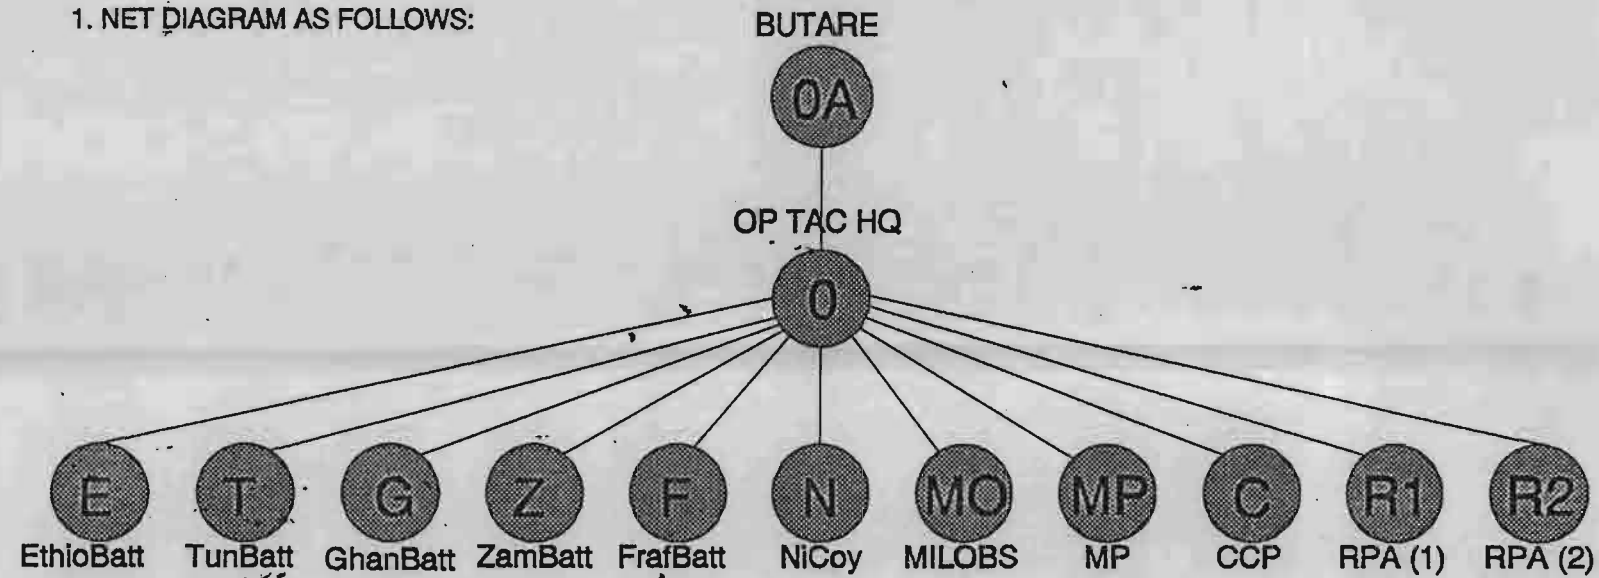 1. NET DIAGRAM AS FOLLOWS:
BUTARE
0A
OP TAC HQ
0
E T G Z F N MO MP C R1 R2
EthioBatt TunBatt GhanBatt ZamBatt FrafBatt NiCoy MILOBS MP CCP RPA (1) RPA (2)